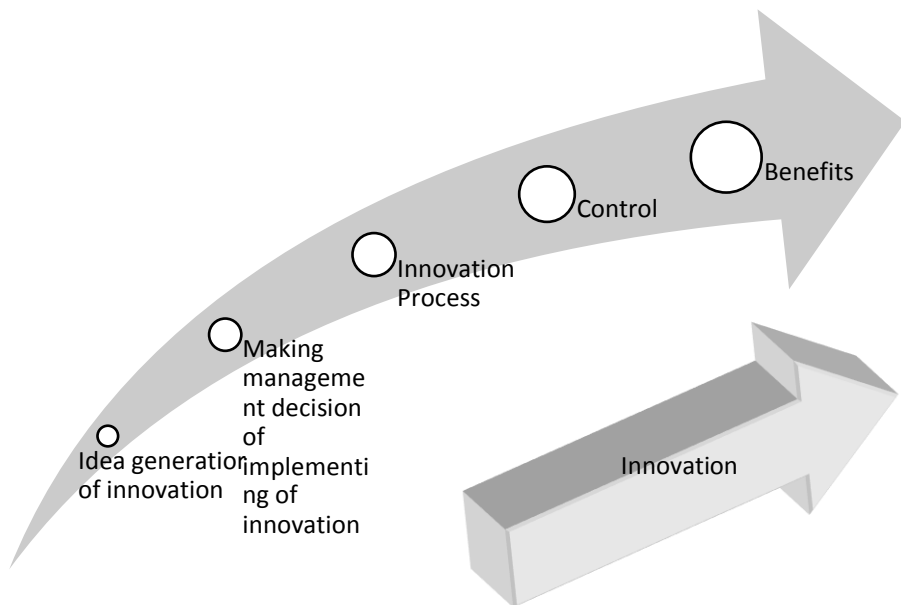 Idea generation
of innovation
Making
manageme
nt decision
of
implementi
ng of
innovation
Innovation
Process
Control
Benefits
Innovation